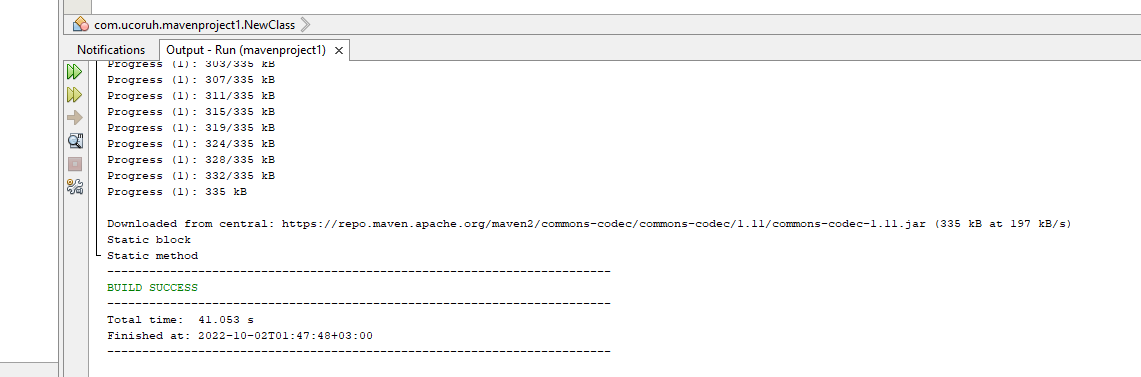 com.ucoruh.mavenproject1.NewClass
Notifications
Output - Run (mavenproject1)
Progress (1): 303/335 kB
Progress (1): 307/335 kB
Progress (1): 311/335 kB
Progress (1): 315/335 kB
Progress (1): 319/335 kB
Progress (1): 324/335 kB
Progress (1): 328/335 kB
Progress (1): 332/335 kB
Progress (1): 335 kB
Downloaded from central: https://repo.maven.apache.org/maven2/commons-codec/commons-codec/1.11/commons-codec-1.11.jar (335 kB at 197 kB/s)
Static block
Static method
------------------------------------------------------------------------
BUILD SUCCESS
------------------------------------------------------------------------
Total time:  41.053 s
Finished at: 2022-10-02T01:47:48+03:00
------------------------------------------------------------------------